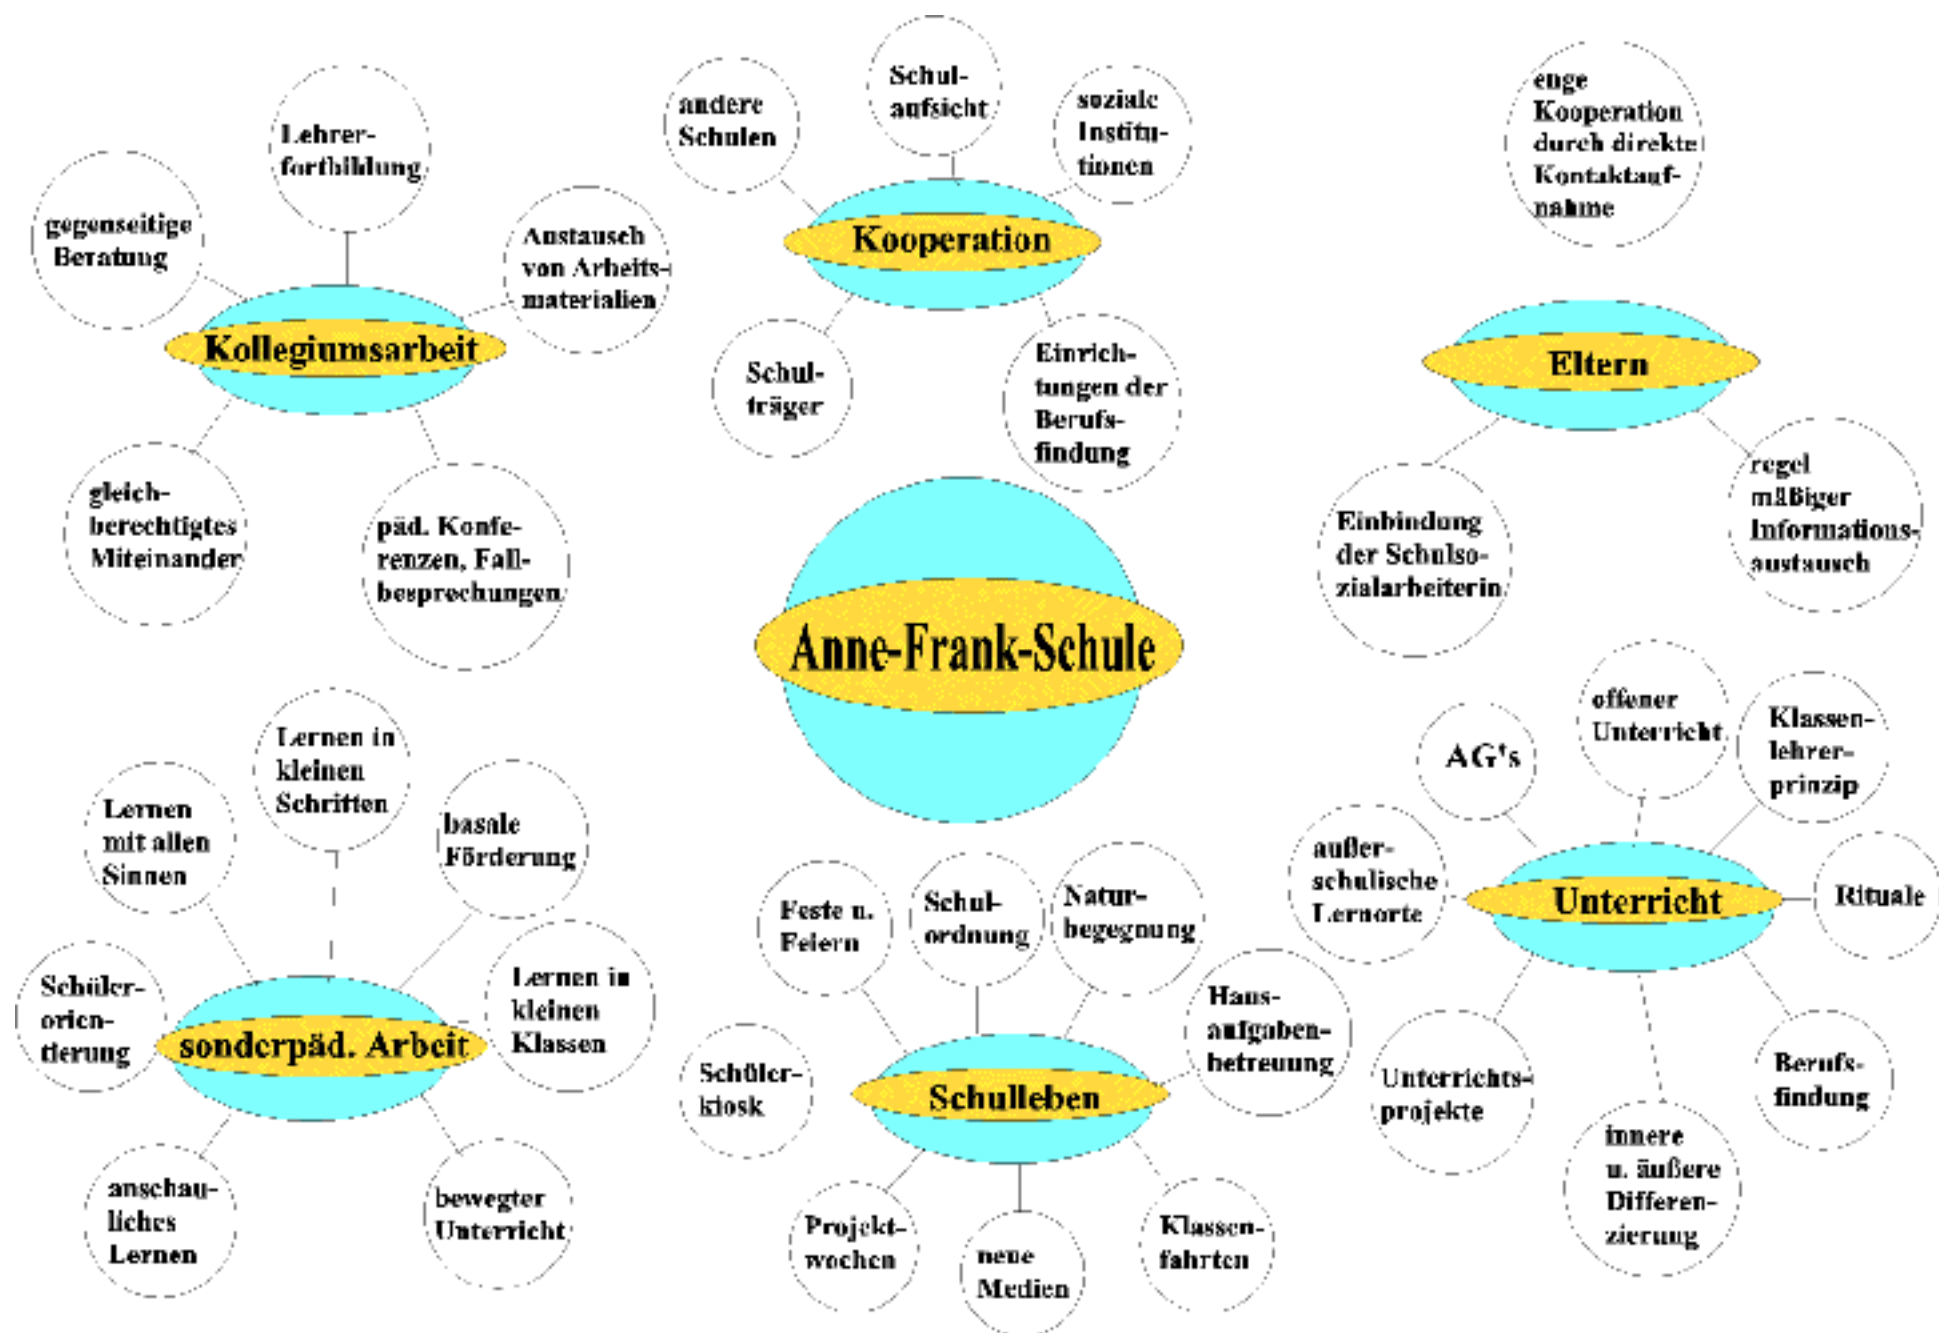 Lehrer-
fortbildung
gegenseitige
Beratung
Austausch
von Arbeits-
materialien
Kollegiumsarbeit
gleich-
berechtigtes
Miteinander
päd. Konfe-
renzen, Fall-
besprechungen
andere
Schulen
Schul-
aufsicht
soziale
Institu-
tionen
Kooperation
Schul-
träger
Einrich-
tungen der
Berufs-
findung
enge
Kooperation
durch direkte
Kontaktauf-
nahme
Eltern
Einbindung
der Schulso-
zialarbeiterin
regel
mäßiger
Informations-
austausch
Anne-Frank-Schule
Lernen in
kleinen
Schritten
Lernen
mit allen
Sinnen
basale
Förderung
Schüler-
orien-
tierung
Lernen in
kleinen
Klassen
sonderpäd. Arbeit
anschau-
liches
Lernen
bewegter
Unterricht
Feste u.
Feiern
Schul-
ordnung
Natur-
begegnung
Haus-
aufgaben-
betreuung
Schüler-
kiosk
Schulleben
Projekt-
wochen
neue
Medien
Klassen-
fahrten
offener
Unterricht
AG's
Klassen-
lehrer-
prinzip
außer-
schulische
Lernorte
Unterricht
Rituale
Unterrichts-
projekte
innere
u. äußere
Differen-
zierung
Berufs-
findung